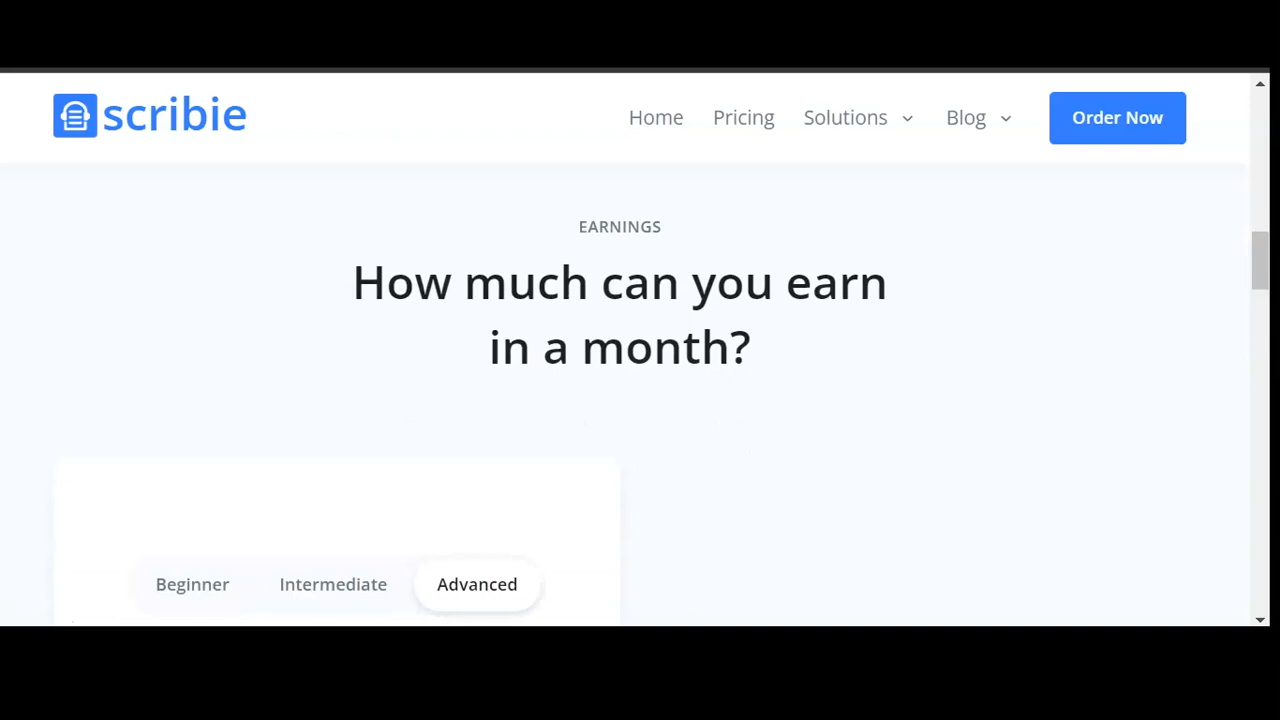 scribie
Home Pricing Solutions Blog Order Now
EARNINGS
How much can you earn
in a month?
Beginner Intermediate Advanced